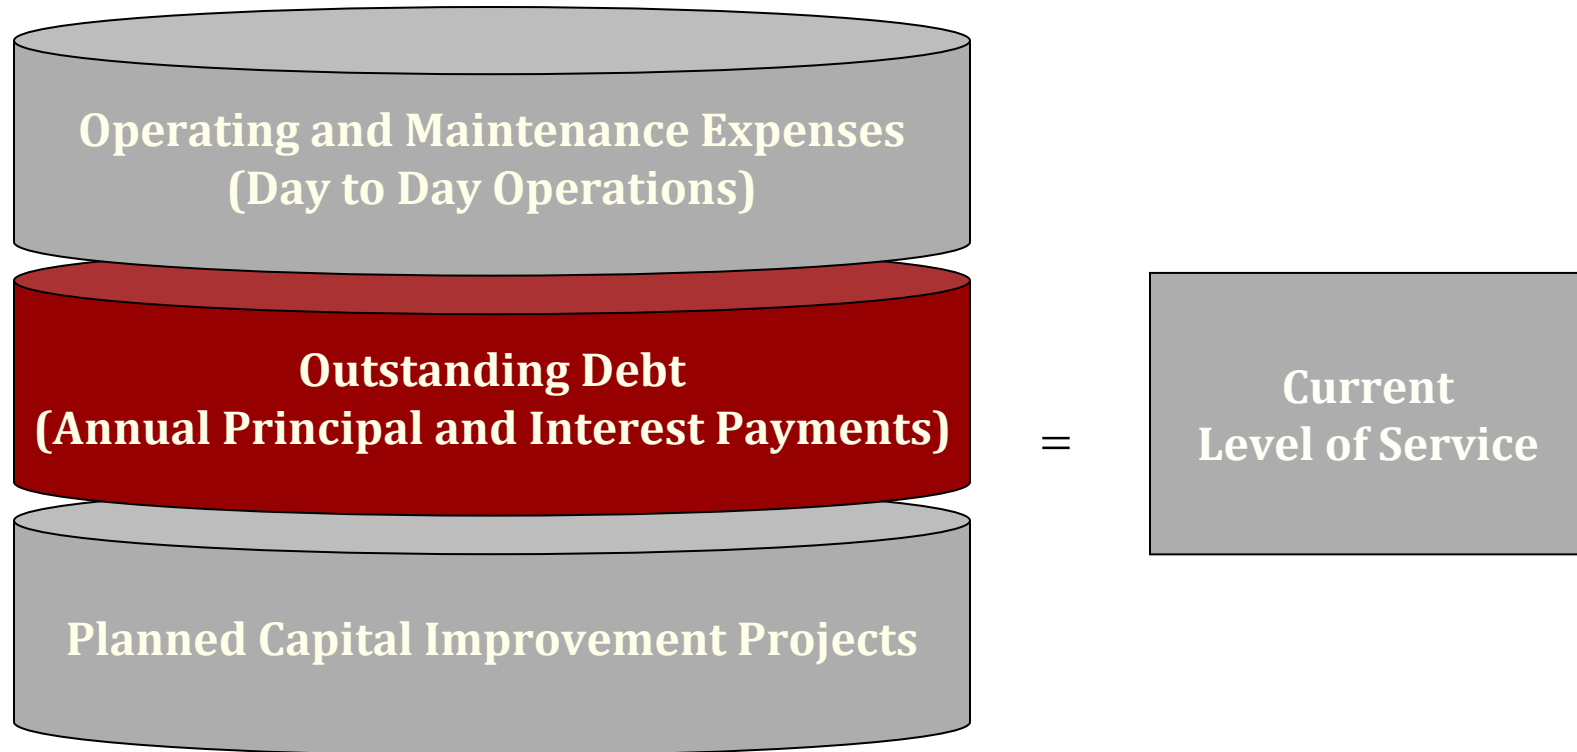 Operating and Maintenance Expenses
(Day to Day Operations)
Outstanding Debt
(Annual Principal and Interest Payments)
=
Current
Level of Service
Planned Capital Improvement Projects